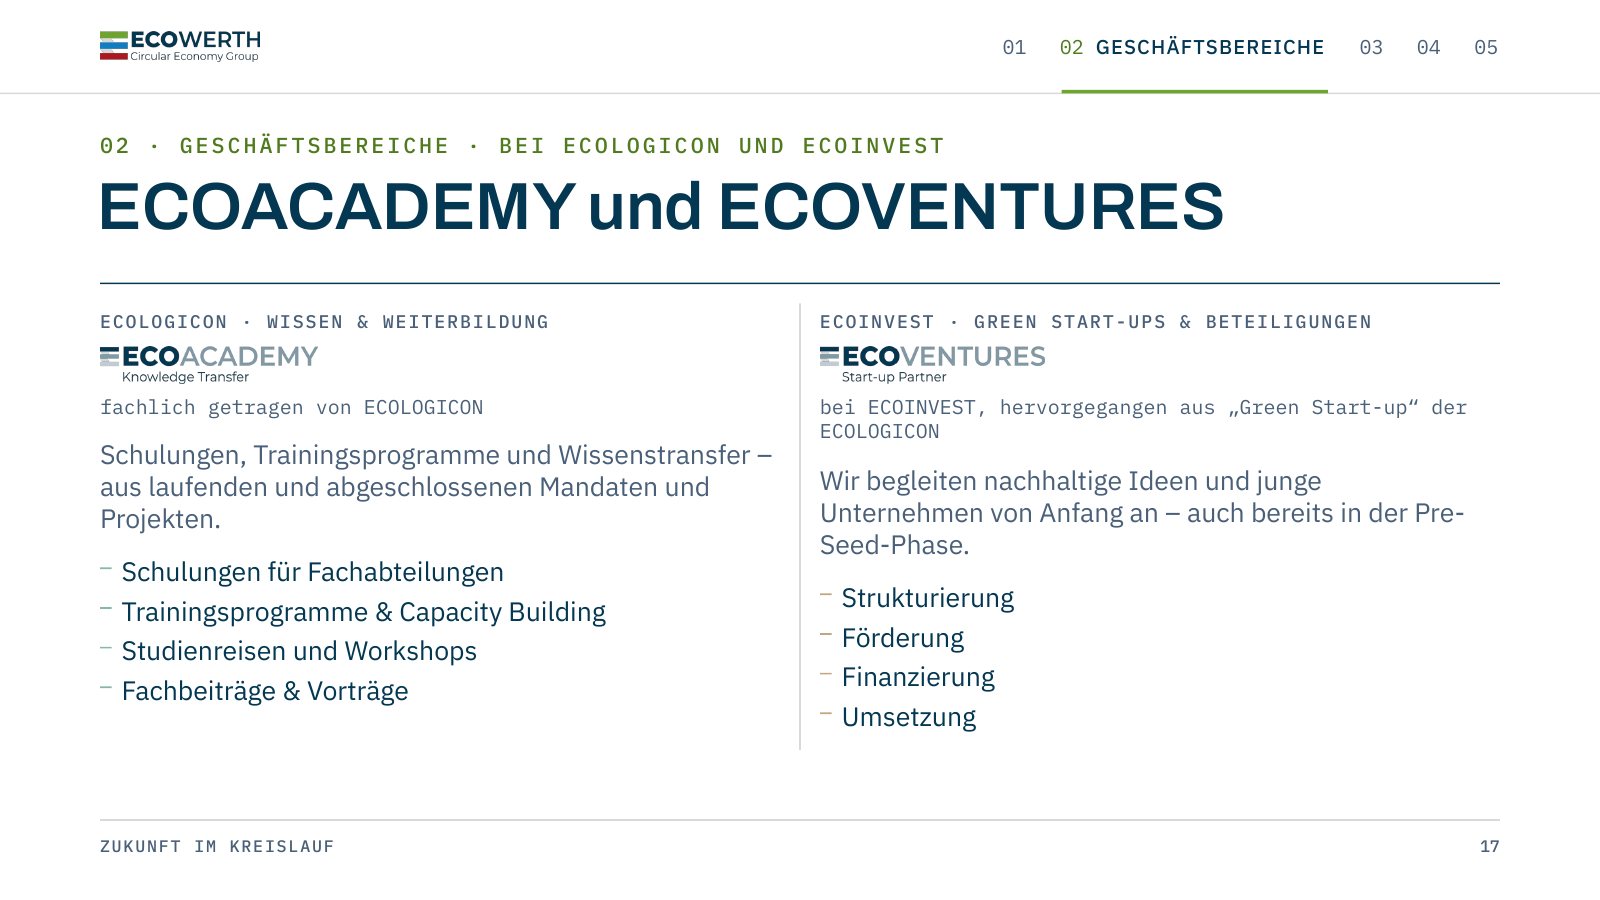 ECOWERTH
Circular Economy Group
01 02 GESCHÄFTSBEREICHE 03 04 05
02 · GESCHÄFTSBEREICHE · BEI ECOLOGICON UND ECOINVEST
ECOACADEMY und ECOVENTURES
ECOLOGICON · WISSEN & WEITERBILDUNG
ECOACADEMY
Knowledge Transfer
fachlich getragen von ECOLOGICON
Schulungen, Trainingsprogramme und Wissenstransfer –
aus laufenden und abgeschlossenen Mandaten und
Projekten.
– Schulungen für Fachabteilungen
– Trainingsprogramme & Capacity Building
– Studienreisen und Workshops
– Fachbeiträge & Vorträge
ECOINVEST · GREEN START-UPS & BETEILIGUNGEN
ECOVENTURES
Start-up Partner
bei ECOINVEST, hervorgegangen aus „Green Start-up“ der
ECOLOGICON
Wir begleiten nachhaltige Ideen und junge
Unternehmen von Anfang an – auch bereits in der Pre-
Seed-Phase.
– Strukturierung
– Förderung
– Finanzierung
– Umsetzung
ZUKUNFT IM KREISLAUF
17